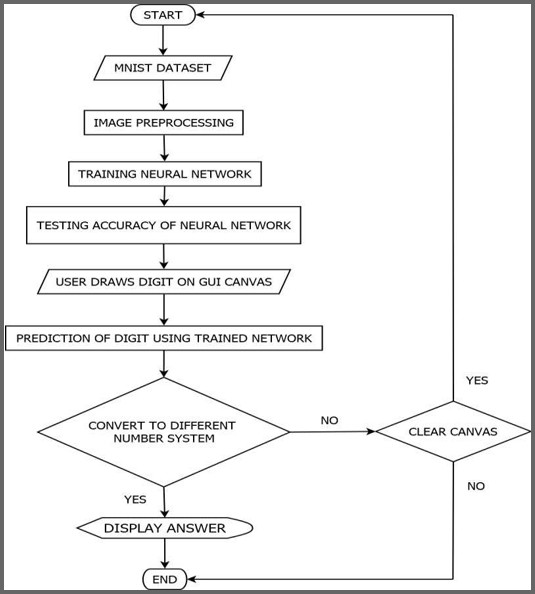 START
MNIST DATASET
IMAGE PREPROCESSING
TRAINING NEURAL NETWORK
TESTING ACCURACY OF NEURAL NETWORK
USER DRAWS DIGIT ON GUI CANVAS
PREDICTION OF DIGIT USING TRAINED NETWORK
CONVERT TO DIFFERENT
NUMBER SYSTEM
NO
CLEAR CANVAS
YES
NO
YES
DISPLAY ANSWER
END